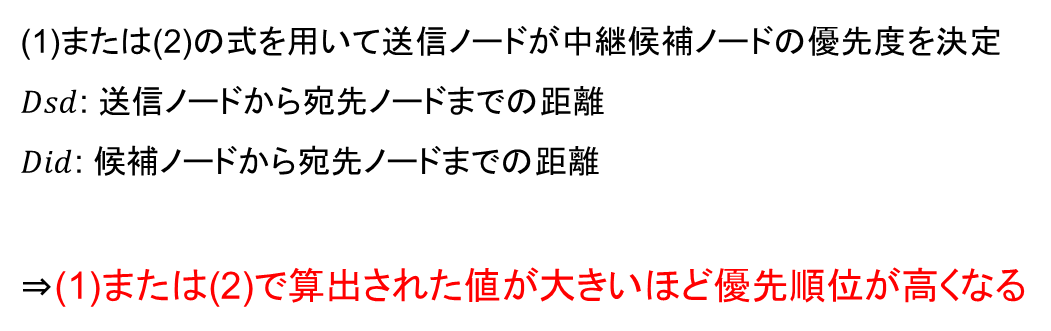 (1)または(2)の式を用いて送信ノードが中継候補ノードの優先度を決定
Dsd: 送信ノードから宛先ノードまでの距離
Did: 候補ノードから宛先ノードまでの距離
⇒(1)または(2)で算出された値が大きいほど優先順位が高くなる